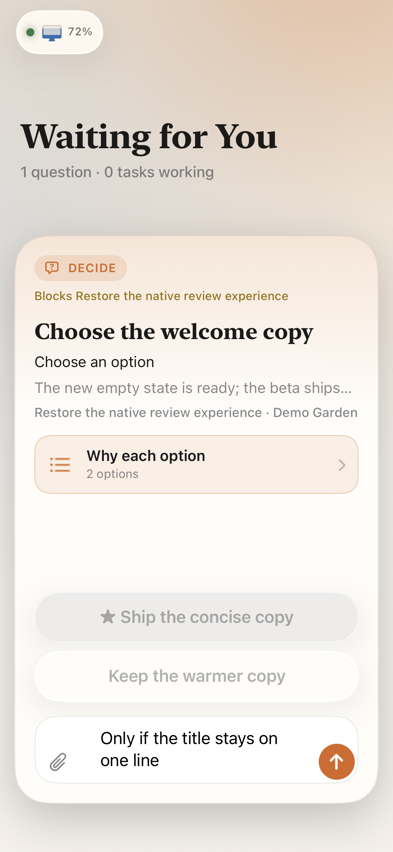 72%
Waiting for You
1 question · 0 tasks working
DECIDE
Blocks Restore the native review experience
Choose the welcome copy
Choose an option
The new empty state is ready; the beta ships...
Restore the native review experience · Demo Garden
Why each option
2 options
Ship the concise copy
Keep the warmer copy
Only if the title stays on
one line